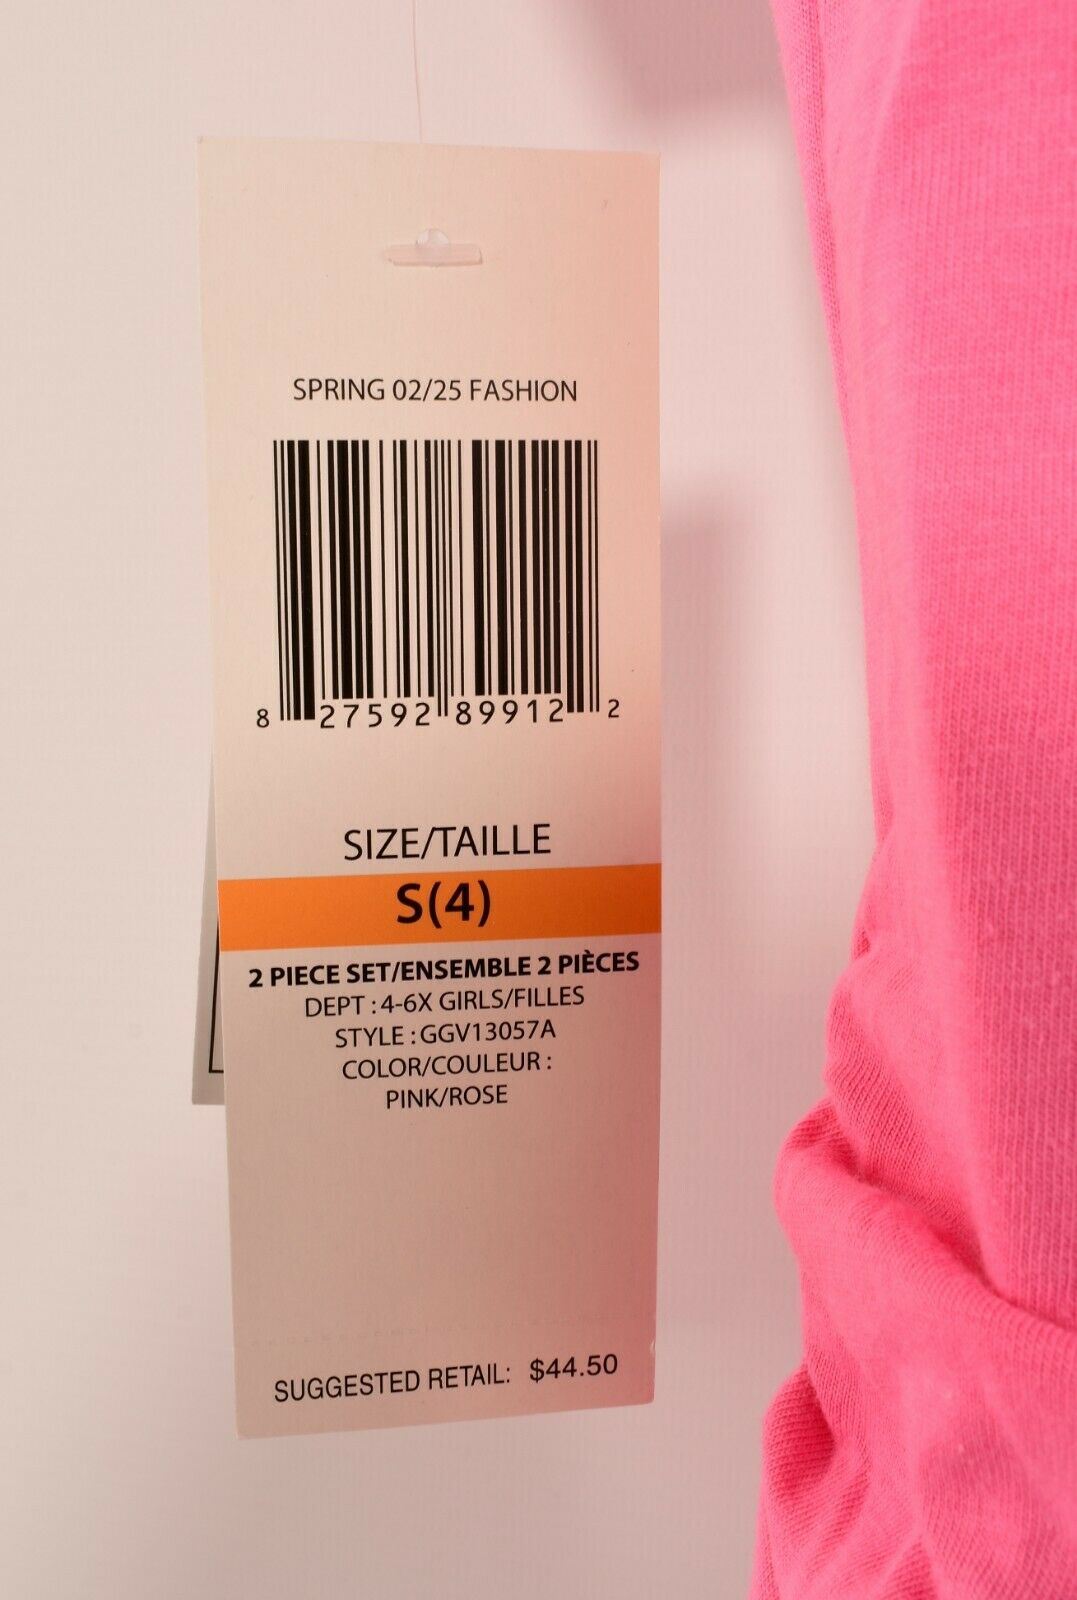 SPRING 02/25 FASHION
8 27592 89912 2
SIZE/TAILLE
S(4)
2 PIECE SET/ENSEMBLE 2 PIÈCES
DEPT : 4-6X GIRLS/FILLES
STYLE : GGV13057A
COLOR/COULEUR :
PINK/ROSE
SUGGESTED RETAIL: $44.50